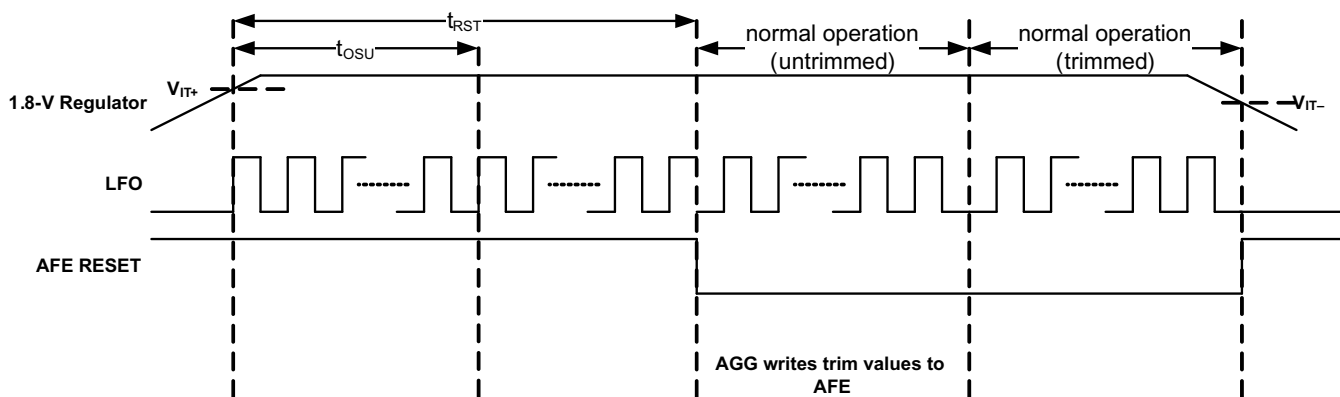 tRST
tOSU
normal operation
(untrimmed)
normal operation
(trimmed)
VIT+
1.8-V Regulator
VIT–
LFO
AFE RESET
AGG writes trim values to
AFE